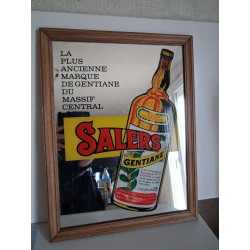 LA
PLUS
ANCIENNE
MARQUE
DE GENTIANE
DU
MASSIF
CENTRAL
SALERS
GENTIANE